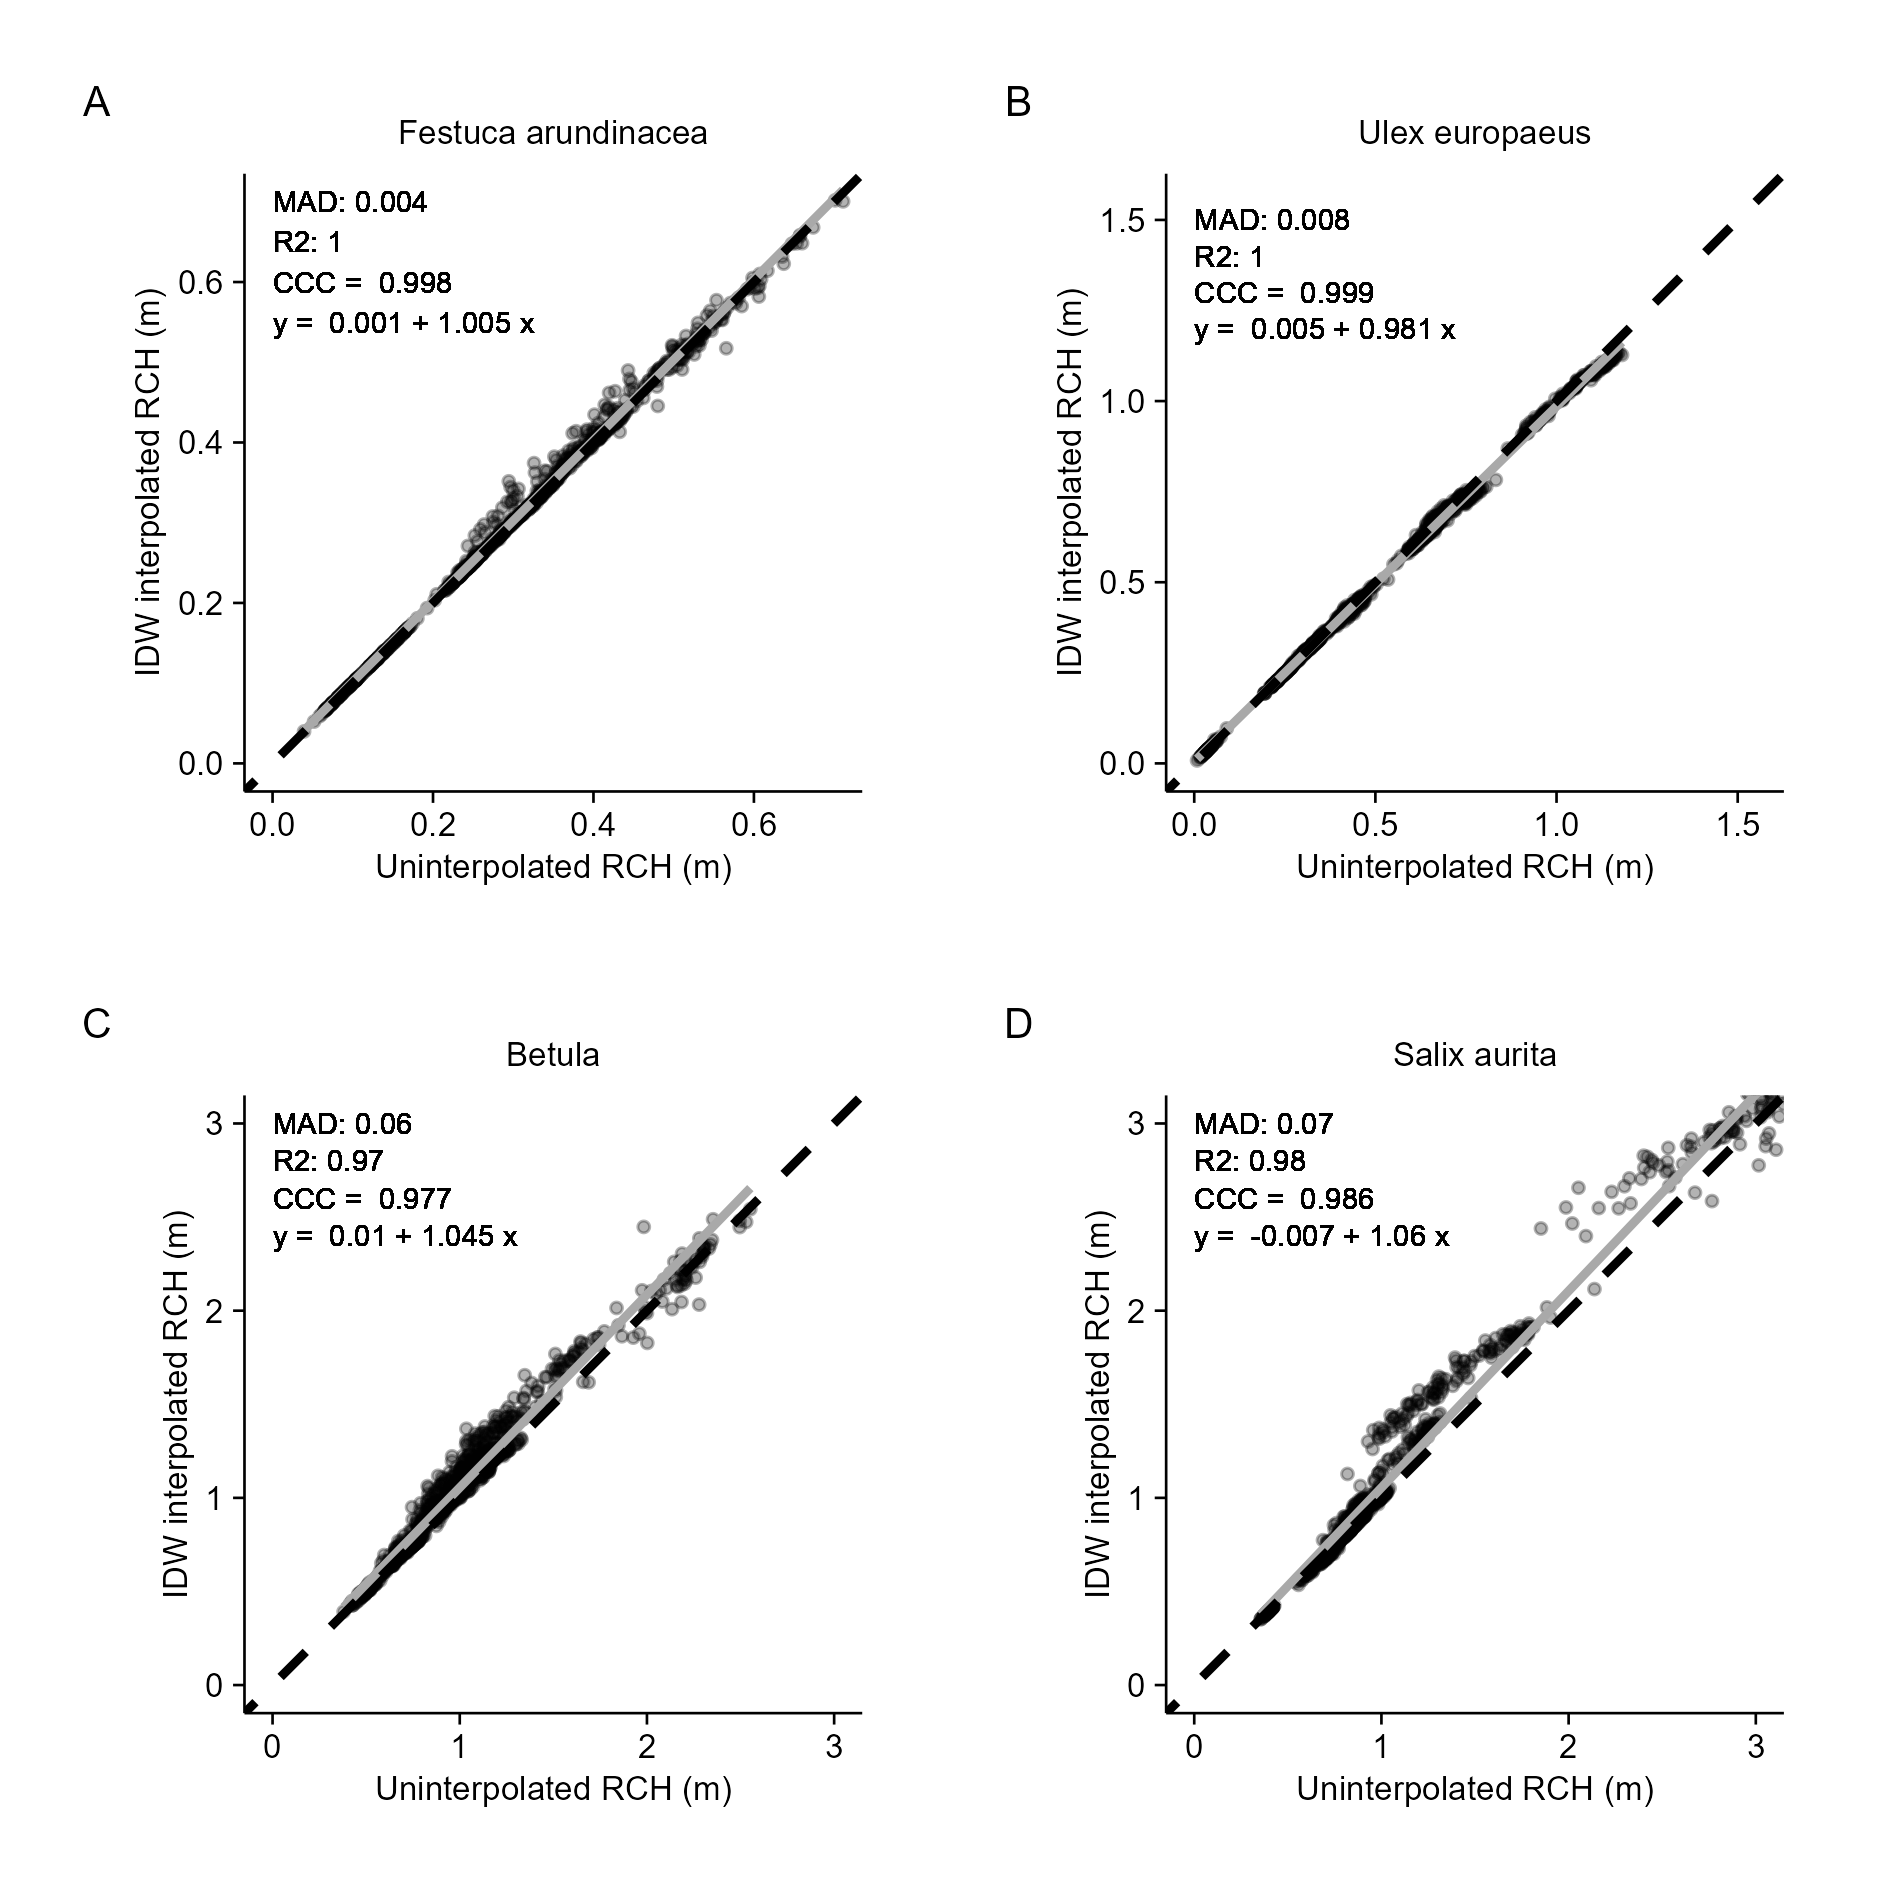 A
Festuca arundinacea
MAD: 0.004
R2: 1
CCC =  0.998
y =  0.001 + 1.005 x
IDW interpolated RCH (m)
0.6
0.4
0.2
0.0
0.0 0.2 0.4 0.6
Uninterpolated RCH (m)
B
Ulex europaeus
MAD: 0.008
R2: 1
CCC =  0.999
y =  0.005 + 0.981 x
IDW interpolated RCH (m)
1.5
1.0
0.5
0.0
0.0 0.5 1.0 1.5
Uninterpolated RCH (m)
C
Betula
MAD: 0.06
R2: 0.97
CCC =  0.977
y =  0.01 + 1.045 x
IDW interpolated RCH (m)
3
2
1
0
0 1 2 3
Uninterpolated RCH (m)
D
Salix aurita
MAD: 0.07
R2: 0.98
CCC =  0.986
y =  -0.007 + 1.06 x
IDW interpolated RCH (m)
3
2
1
0
0 1 2 3
Uninterpolated RCH (m)